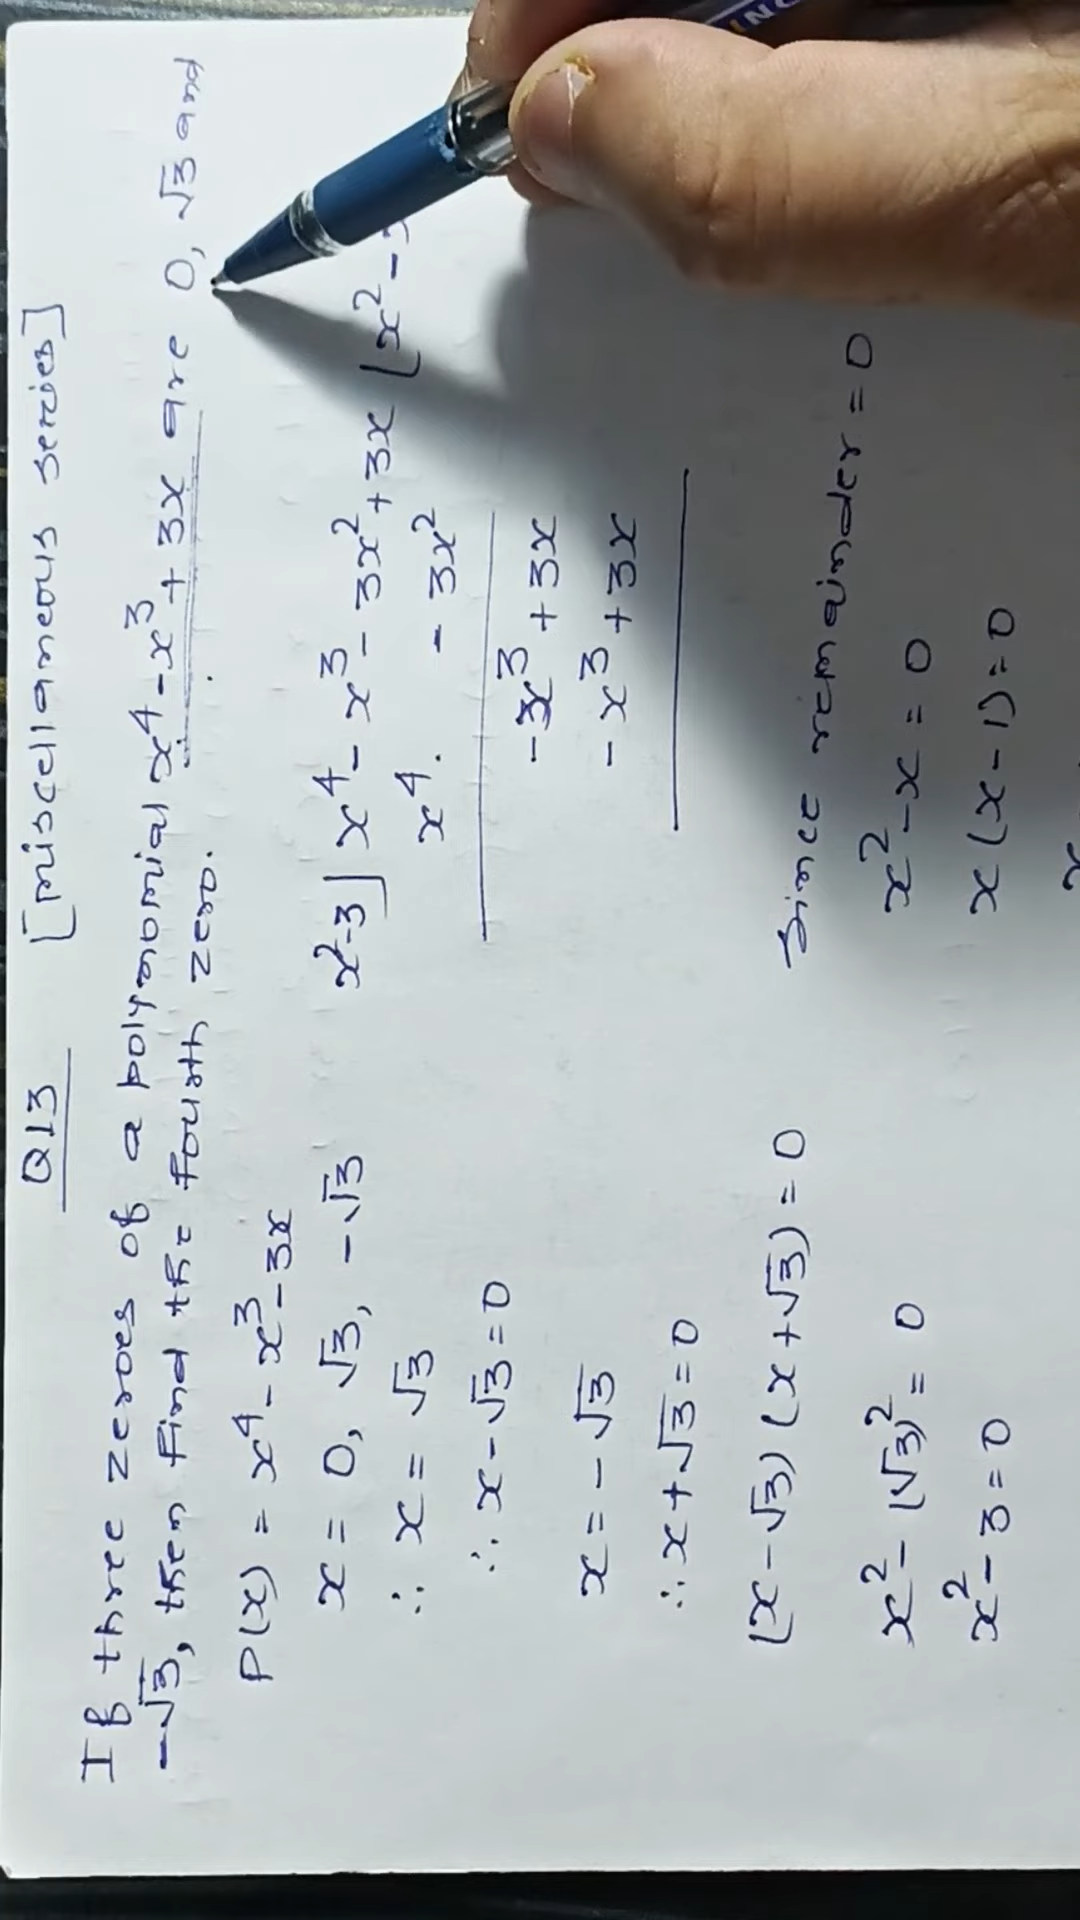 Q13 [miscellaneous series]
If three zeroes of a polynomial x⁴-x³+3x are 0, √3 and
-√3, then find the fourth zero.
P(x) = x⁴ - x³ - 3x
x = 0, √3, -√3
∴ x = √3
∴ x - √3 = 0
x = - √3
∴ x + √3 = 0
(x - √3) (x + √3) = 0
x² - (√3)² = 0
x² - 3 = 0
x²-3] x⁴ - x³ - 3x² + 3x [x² -
x⁴. - 3x²
-x³ + 3x
- x³ + 3x
Since remainder = 0
x² - x = 0
x (x - 1) = 0